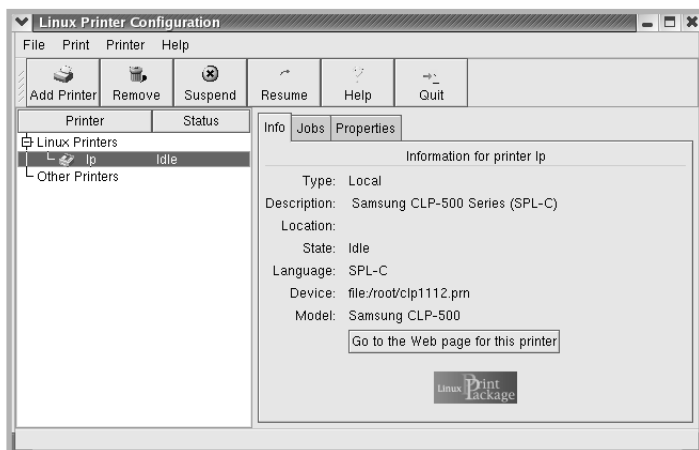 Linux Printer Configuration
File Print Printer Help
Add Printer Remove Suspend Resume Help Quit
Printer Status
Linux Printers
lp Idle
Other Printers
Info Jobs Properties
Information for printer lp
Type: Local
Description: Samsung CLP-500 Series (SPL-C)
Location:
State: Idle
Language: SPL-C
Device: file:/root/clp1112.prn
Model: Samsung CLP-500
Go to the Web page for this printer
Linux Print Package